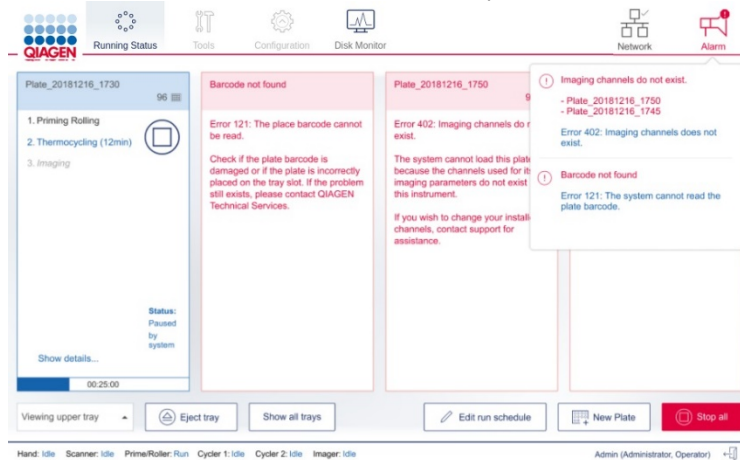 QIAGEN
Running Status
Tools
Configuration
Disk Monitor
Network
Alarm
Plate_20181216_1730
96
1. Priming Rolling
2. Thermocycling (12min)
3. Imaging
Status:
Paused
by
system
Show details...
00:25:00
Barcode not found
Error 121: The place barcode cannot
be read.
Check if the plate barcode is
damaged or if the plate is incorrectly
placed on the tray slot. If the problem
still exists, please contact QIAGEN
Technical Services.
Plate_20181216_1750
9
Error 402: Imaging channels do
exist.
The system cannot load this plate
because the channels used for its
imaging parameters do not exist
this instrument.
If you wish to change your
channels, contact support for
assistance.
Imaging channels do not exist.
- Plate_20181216_1750
- Plate_20181216_1745
Error 402: Imaging channels does not
exist.
Barcode not found
Error 121: The system cannot read the
plate barcode.
Viewing upper tray
Eject tray
Show all trays
Edit run schedule
New Plate
Stop all
Hand: Idle Scanner: Idle Prime/Roller: Run Cycler 1: Idle Cycler 2: Idle Imager: Idle
Admin (Administrator, Operator)